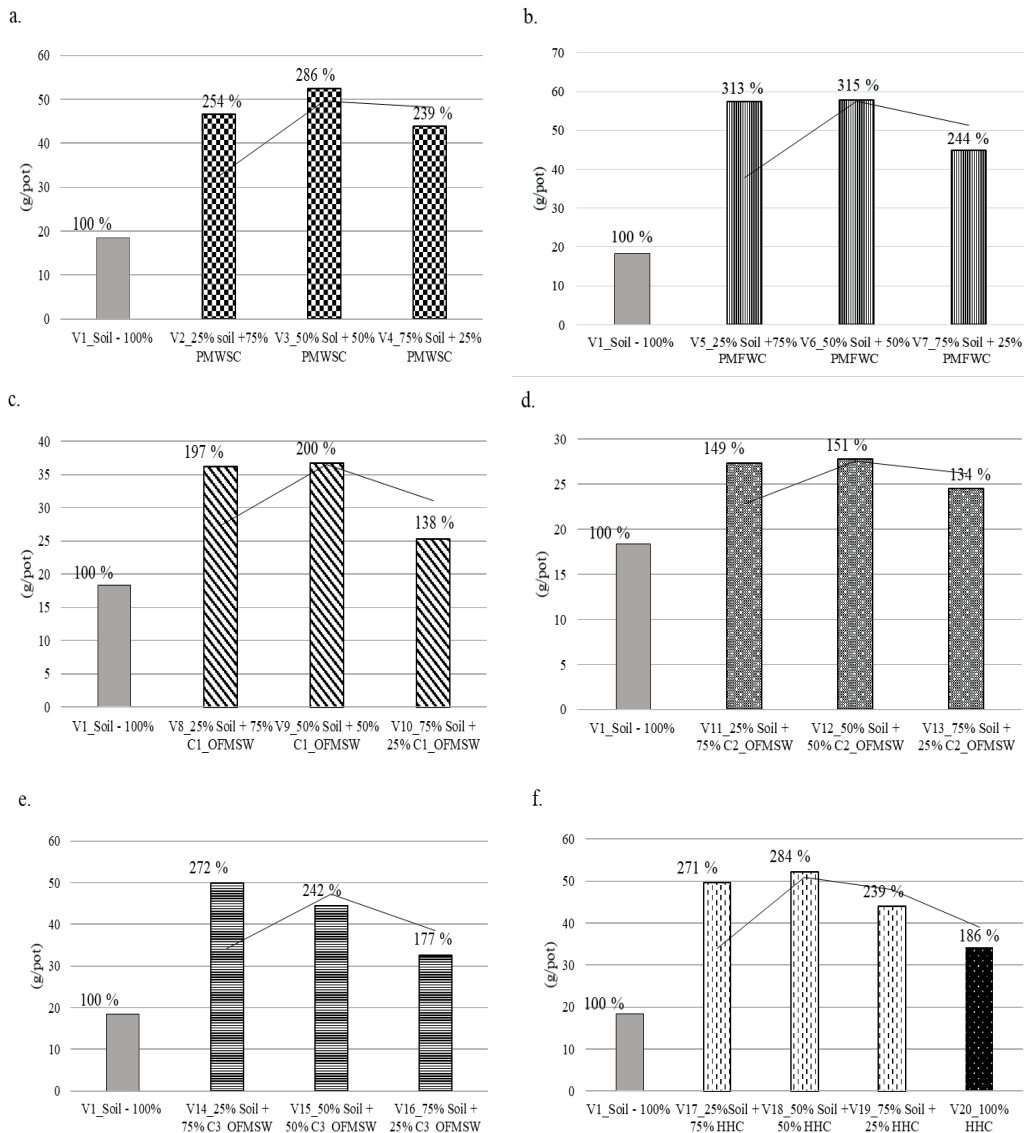 a.
60
50
40
30
20
10
0
(g/pot)
100 %
254 %
286 %
239 %
V1_Soil - 100%
V2_25% soil +75%
PMWSC
V3_50% Sol + 50%
PMWSC
V4_75% Soil + 25%
PMWSC
b.
70
60
50
40
30
20
10
0
(g/pot)
100 %
313 %
315 %
244 %
V1_Soil - 100%
V5_25% Soil +75%
PMFWC
V6_50% Soil + 50%
PMFWC
V7_75% Soil + 25%
PMFWC
c.
40
35
30
25
20
15
10
5
0
(g/pot)
100 %
197 %
200 %
138 %
V1_Soil - 100%
V8_25% Soil + 75%
C1_OFMSW
V9_50% Soil + 50%
C1_OFMSW
V10_75% Soil +
25% C1_OFMSW
d.
30
25
20
15
10
5
0
(g/pot)
100 %
149 %
151 %
134 %
V1_Soil - 100%
V11_25% Soil +
75% C2_OFMSW
V12_50% Soil +
50% C2_OFMSW
V13_75% Soil +
25% C2_OFMSW
e.
60
50
40
30
20
10
0
(g/pot)
100 %
272 %
242 %
177 %
V1_Soil - 100%
V14_25% Soil +
75% C3_OFMSW
V15_50% Soil +
50% C3_OFMSW
V16_75% Soil +
25% C3_OFMSW
f.
60
50
40
30
20
10
0
(g/pot)
100 %
271 %
284 %
239 %
186 %
V1_Soil - 100%
V17_25%Soil +
75% HHC
V18_50% Soil +
50% HHC
V19_75% Soil +
25% HHC
V20_100%
HHC